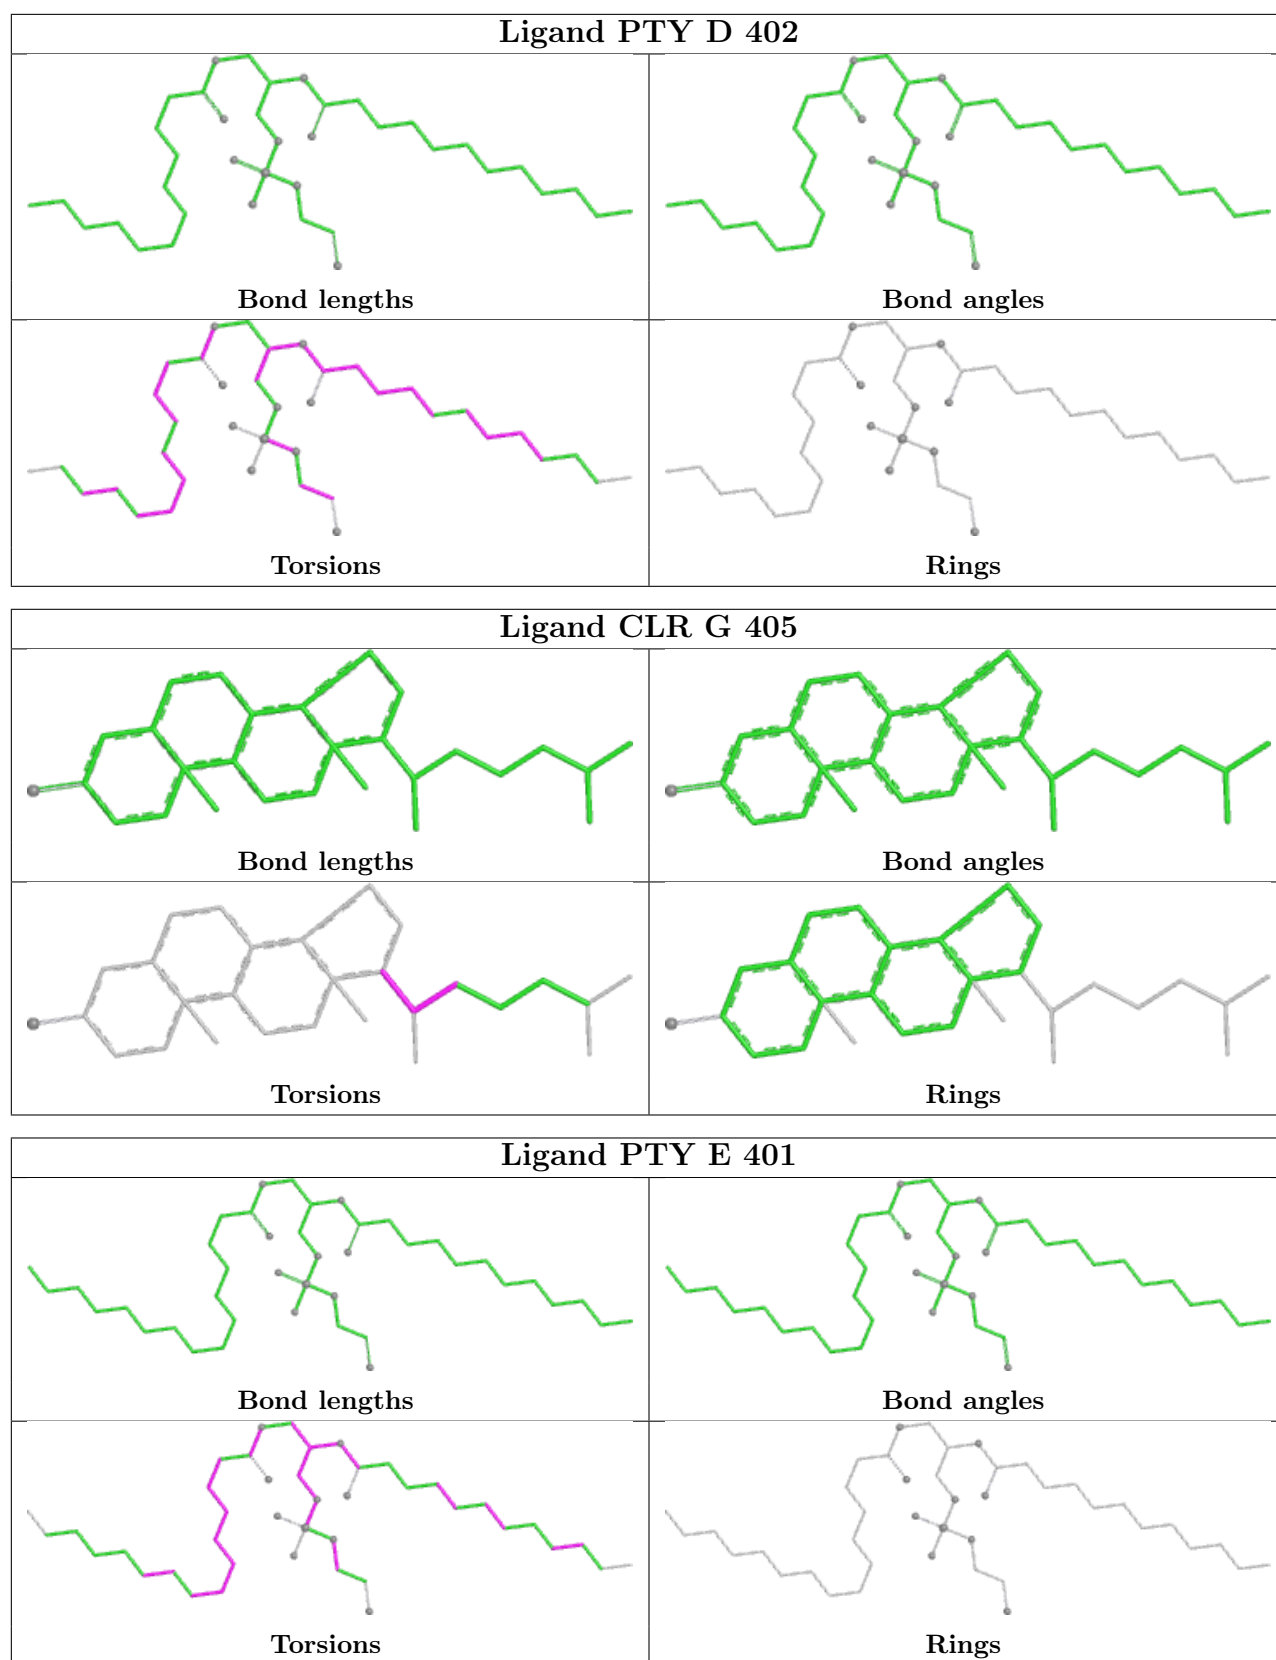 Ligand PTY D 402
Bond lengths
Bond angles
Torsions
Rings
Ligand CLR G 405
Bond lengths
Bond angles
Torsions
Rings
Ligand PTY E 401
Bond lengths
Bond angles
Torsions
Rings